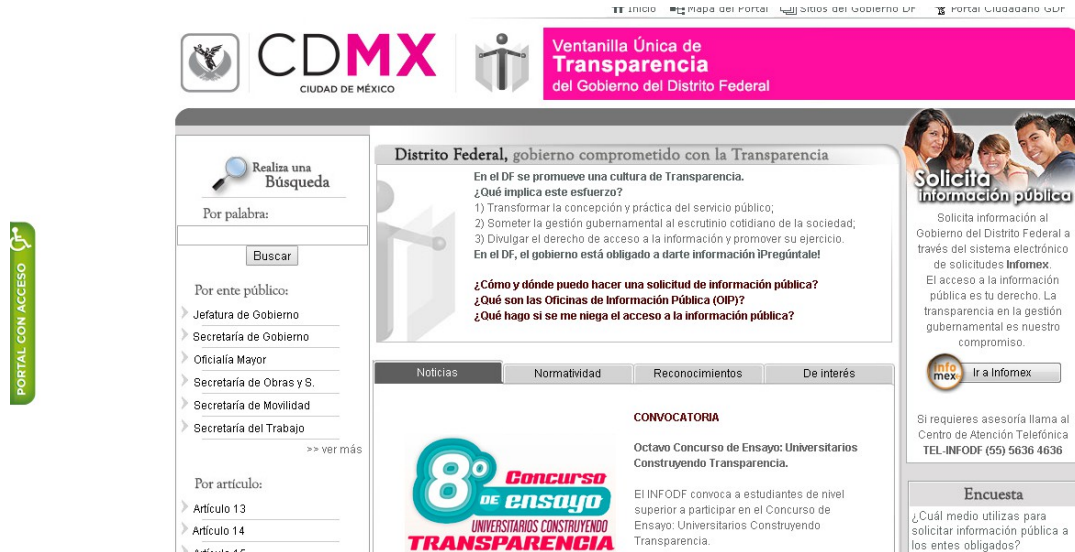 Inicio Mapa del Portal Sitios del Gobierno DF Portal Ciudadano GDF
CDMX
CIUDAD DE MÉXICO
Ventanilla Única de
Transparencia
del Gobierno del Distrito Federal
Realiza una
Búsqueda
Por palabra:
Buscar
Por ente público:
Jefatura de Gobierno
Secretaría de Gobierno
Oficialía Mayor
Secretaría de Obras y S.
Secretaría de Movilidad
Secretaría del Trabajo
>> ver más
Por artículo:
Artículo 13
Artículo 14
PORTAL CON ACCESO
Distrito Federal, gobierno comprometido con la Transparencia
En el DF se promueve una cultura de Transparencia.
¿Qué implica este esfuerzo?
1) Transformar la concepción y práctica del servicio público;
2) Someter la gestión gubernamental al escrutinio cotidiano de la sociedad;
3) Divulgar el derecho de acceso a la información y promover su ejercicio.
En el DF, el gobierno está obligado a darte información ìPregúntale!
¿Cómo y dónde puedo hacer una solicitud de información pública?
¿Qué son las Oficinas de Información Pública (OIP)?
¿Qué hago si se me niega el acceso a la información pública?
Noticias Normatividad Reconocimientos De interés
8º Concurso
DE ensayo
UNIVERSITARIOS CONSTRUYENDO
TRANSPARENCIA
CONVOCATORIA
Octavo Concurso de Ensayo: Universitarios
Construyendo Transparencia.
El INFODF convoca a estudiantes de nivel
superior a participar en el Concurso de
Ensayo: Universitarios Construyendo
Transparencia.
Solicita
información pública
Solicita información al
Gobierno del Distrito Federal a
través del sistema electrónico
de solicitudes Infomex.
El acceso a la información
pública es tu derecho. La
transparencia en la gestión
gubernamental es nuestro
compromiso.
info
mex
Ir a Infomex
Si requieres asesoría llama al
Centro de Atención Telefónica
TEL-INFODF (55) 5636 4636
Encuesta
¿Cuál medio utilizas para
solicitar información pública a
los entes obligados?